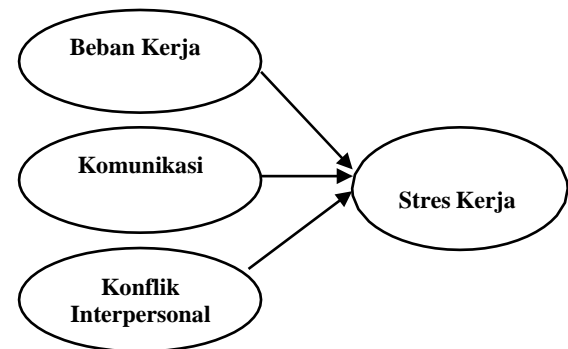 Beban Kerja
Komunikasi
Stres Kerja
Konflik
Interpersonal